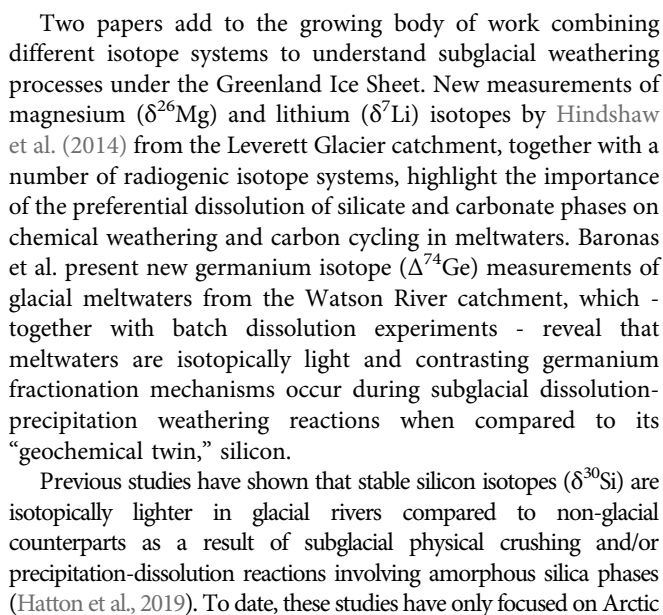 Two papers add to the growing body of work combining
different isotope systems to understand subglacial weathering
processes under the Greenland Ice Sheet. New measurements of
magnesium (δ²⁶Mg) and lithium (δ⁷Li) isotopes by Hindshaw
et al. (2014) from the Leverett Glacier catchment, together with a
number of radiogenic isotope systems, highlight the importance
of the preferential dissolution of silicate and carbonate phases on
chemical weathering and carbon cycling in meltwaters. Baronas
et al. present new germanium isotope (Δ⁷⁴Ge) measurements of
glacial meltwaters from the Watson River catchment, which -
together with batch dissolution experiments - reveal that
meltwaters are isotopically light and contrasting germanium
fractionation mechanisms occur during subglacial dissolution-
precipitation weathering reactions when compared to its
“geochemical twin,” silicon.
Previous studies have shown that stable silicon isotopes (δ³⁰Si) are
isotopically lighter in glacial rivers compared to non-glacial
counterparts as a result of subglacial physical crushing and/or
precipitation-dissolution reactions involving amorphous silica phases
(Hatton et al., 2019). To date, these studies have only focused on Arctic